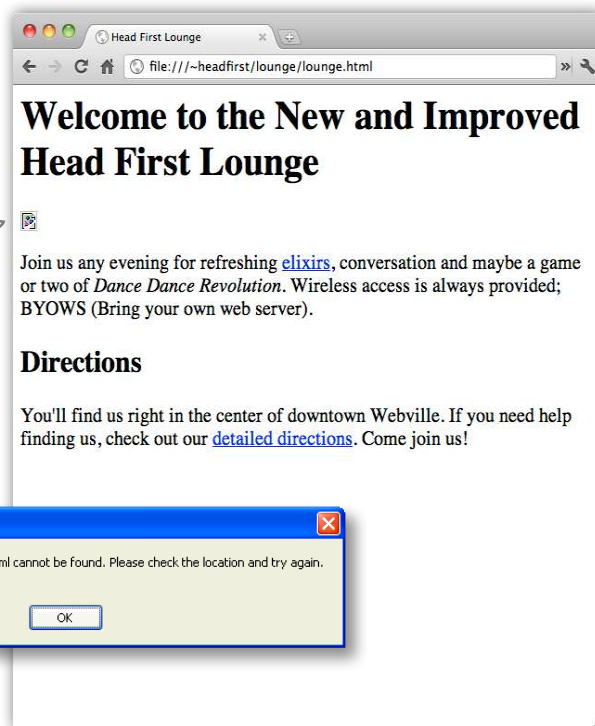 Head First Lounge
file:///~headfirst/lounge/lounge.html
Welcome to the New and Improved
Head First Lounge
Join us any evening for refreshing elixirs, conversation and maybe a game
or two of Dance Dance Revolution. Wireless access is always provided;
BYOWS (Bring your own web server).
Directions
You'll find us right in the center of downtown Webville. If you need help
finding us, check out our detailed directions. Come join us!
cannot be found. Please check the location and try again.
OK